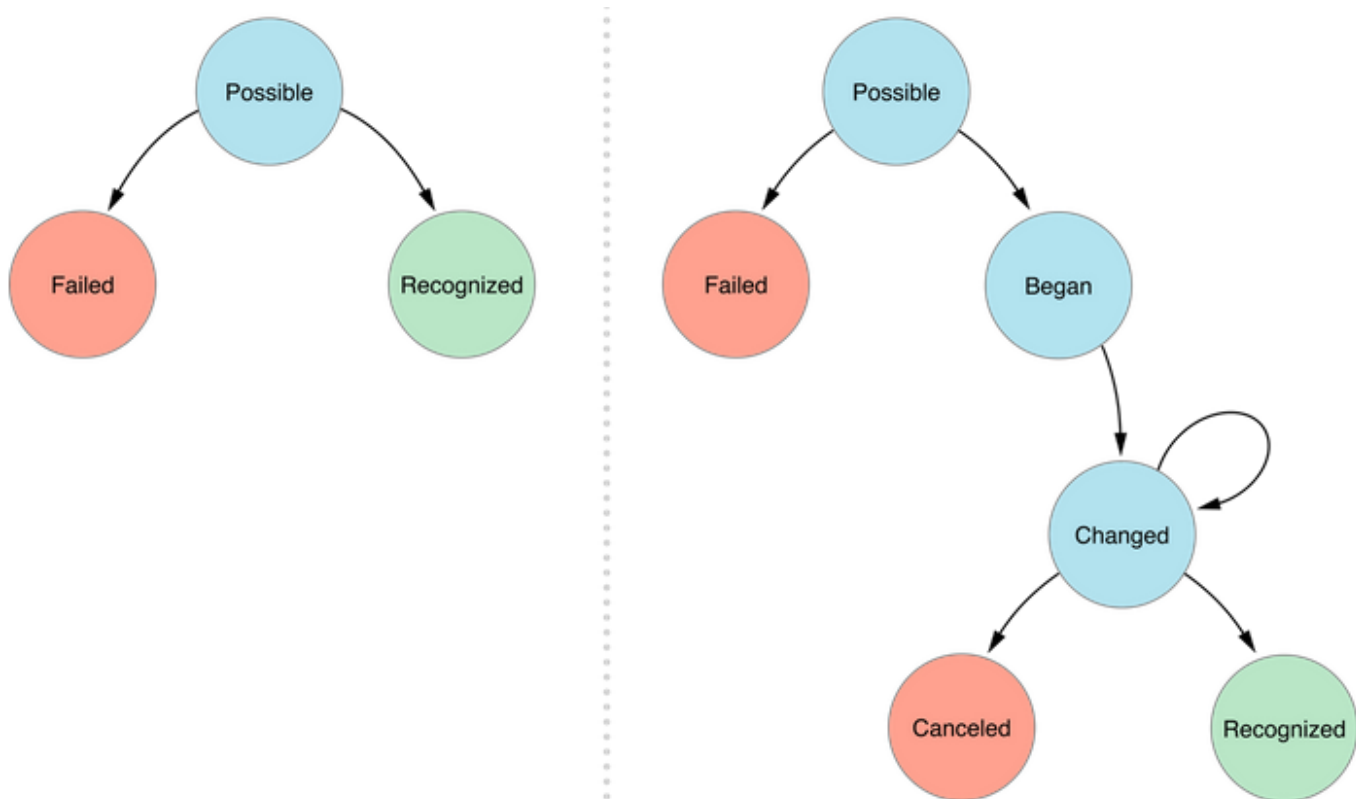 Possible
Failed
Recognized
Possible
Failed
Began
Changed
Canceled
Recognized